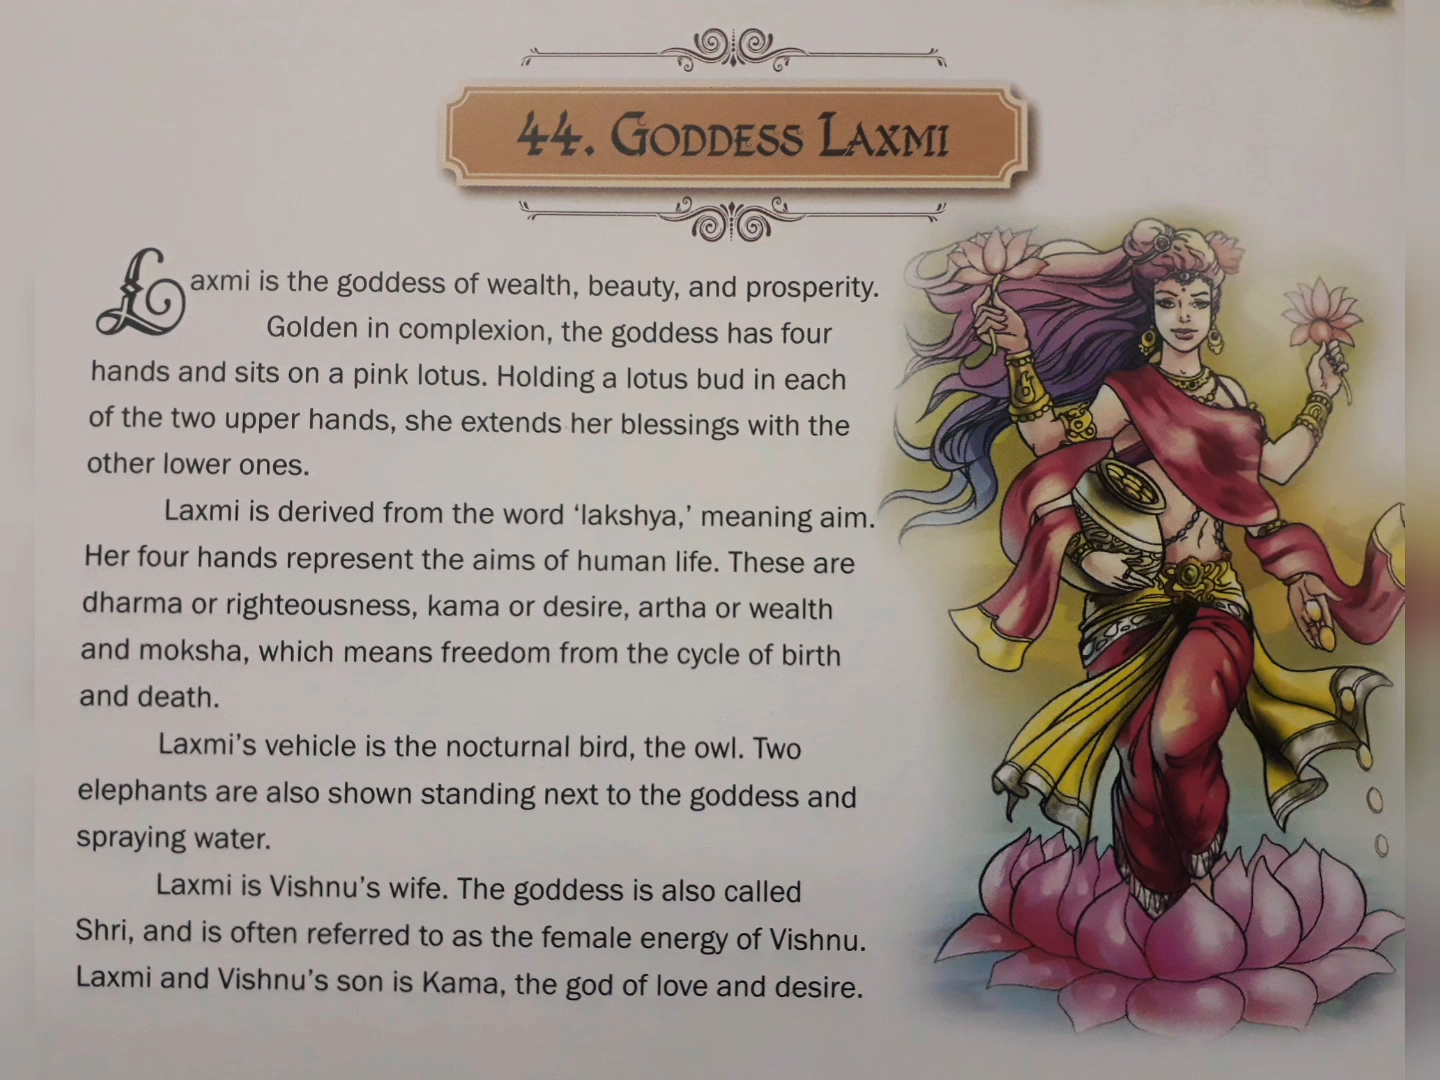 44. Goddess Laxmi
Laxmi is the goddess of wealth, beauty, and prosperity.
Golden in complexion, the goddess has four
hands and sits on a pink lotus. Holding a lotus bud in each
of the two upper hands, she extends her blessings with the
other lower ones.
Laxmi is derived from the word ‘lakshya,’ meaning aim.
Her four hands represent the aims of human life. These are
dharma or righteousness, kama or desire, artha or wealth
and moksha, which means freedom from the cycle of birth
and death.
Laxmi’s vehicle is the nocturnal bird, the owl. Two
elephants are also shown standing next to the goddess and
spraying water.
Laxmi is Vishnu’s wife. The goddess is also called
Shri, and is often referred to as the female energy of Vishnu.
Laxmi and Vishnu’s son is Kama, the god of love and desire.